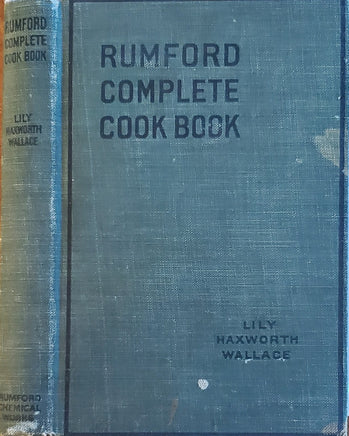 RUMFORD
COMPLETE
COOK BOOK
LILY
HAXWORTH
WALLACE
RUMFORD
CHEMICAL
WORKS
RUMFORD
COMPLETE
COOK BOOK
LILY
HAXWORTH
WALLACE